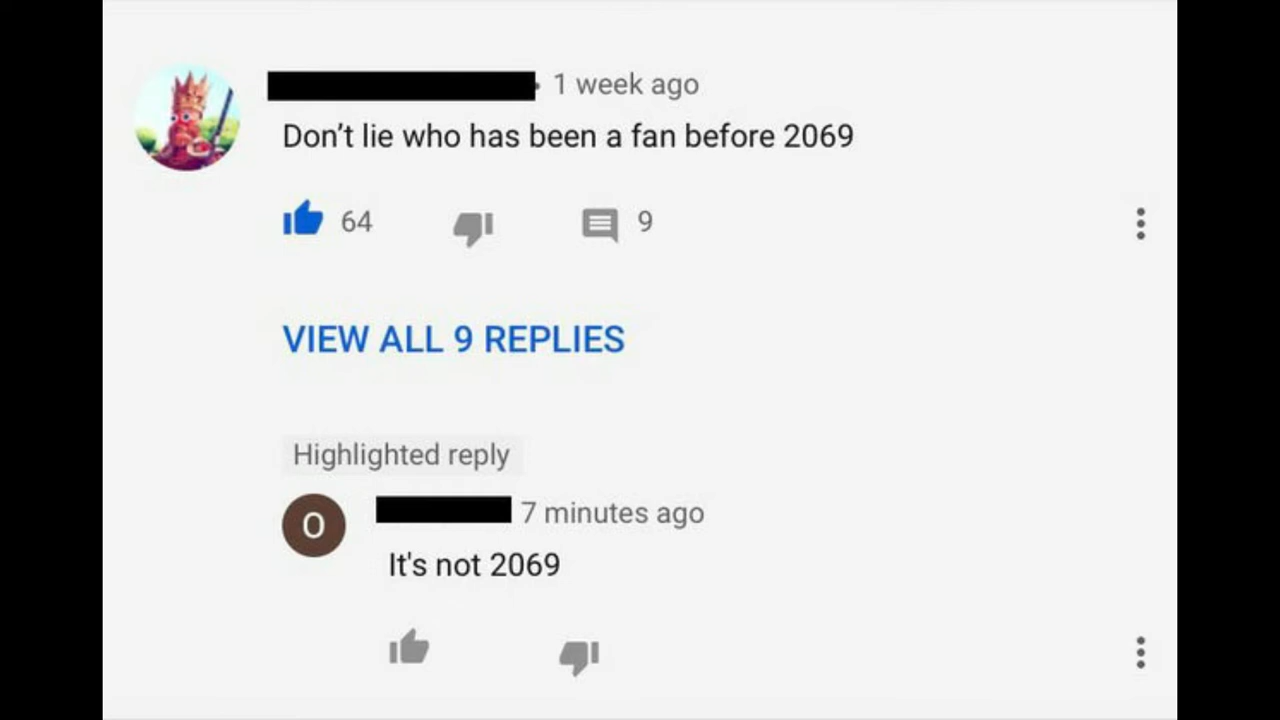 1 week ago
Don’t lie who has been a fan before 2069
64 9
VIEW ALL 9 REPLIES
Highlighted reply
O 7 minutes ago
It's not 2069